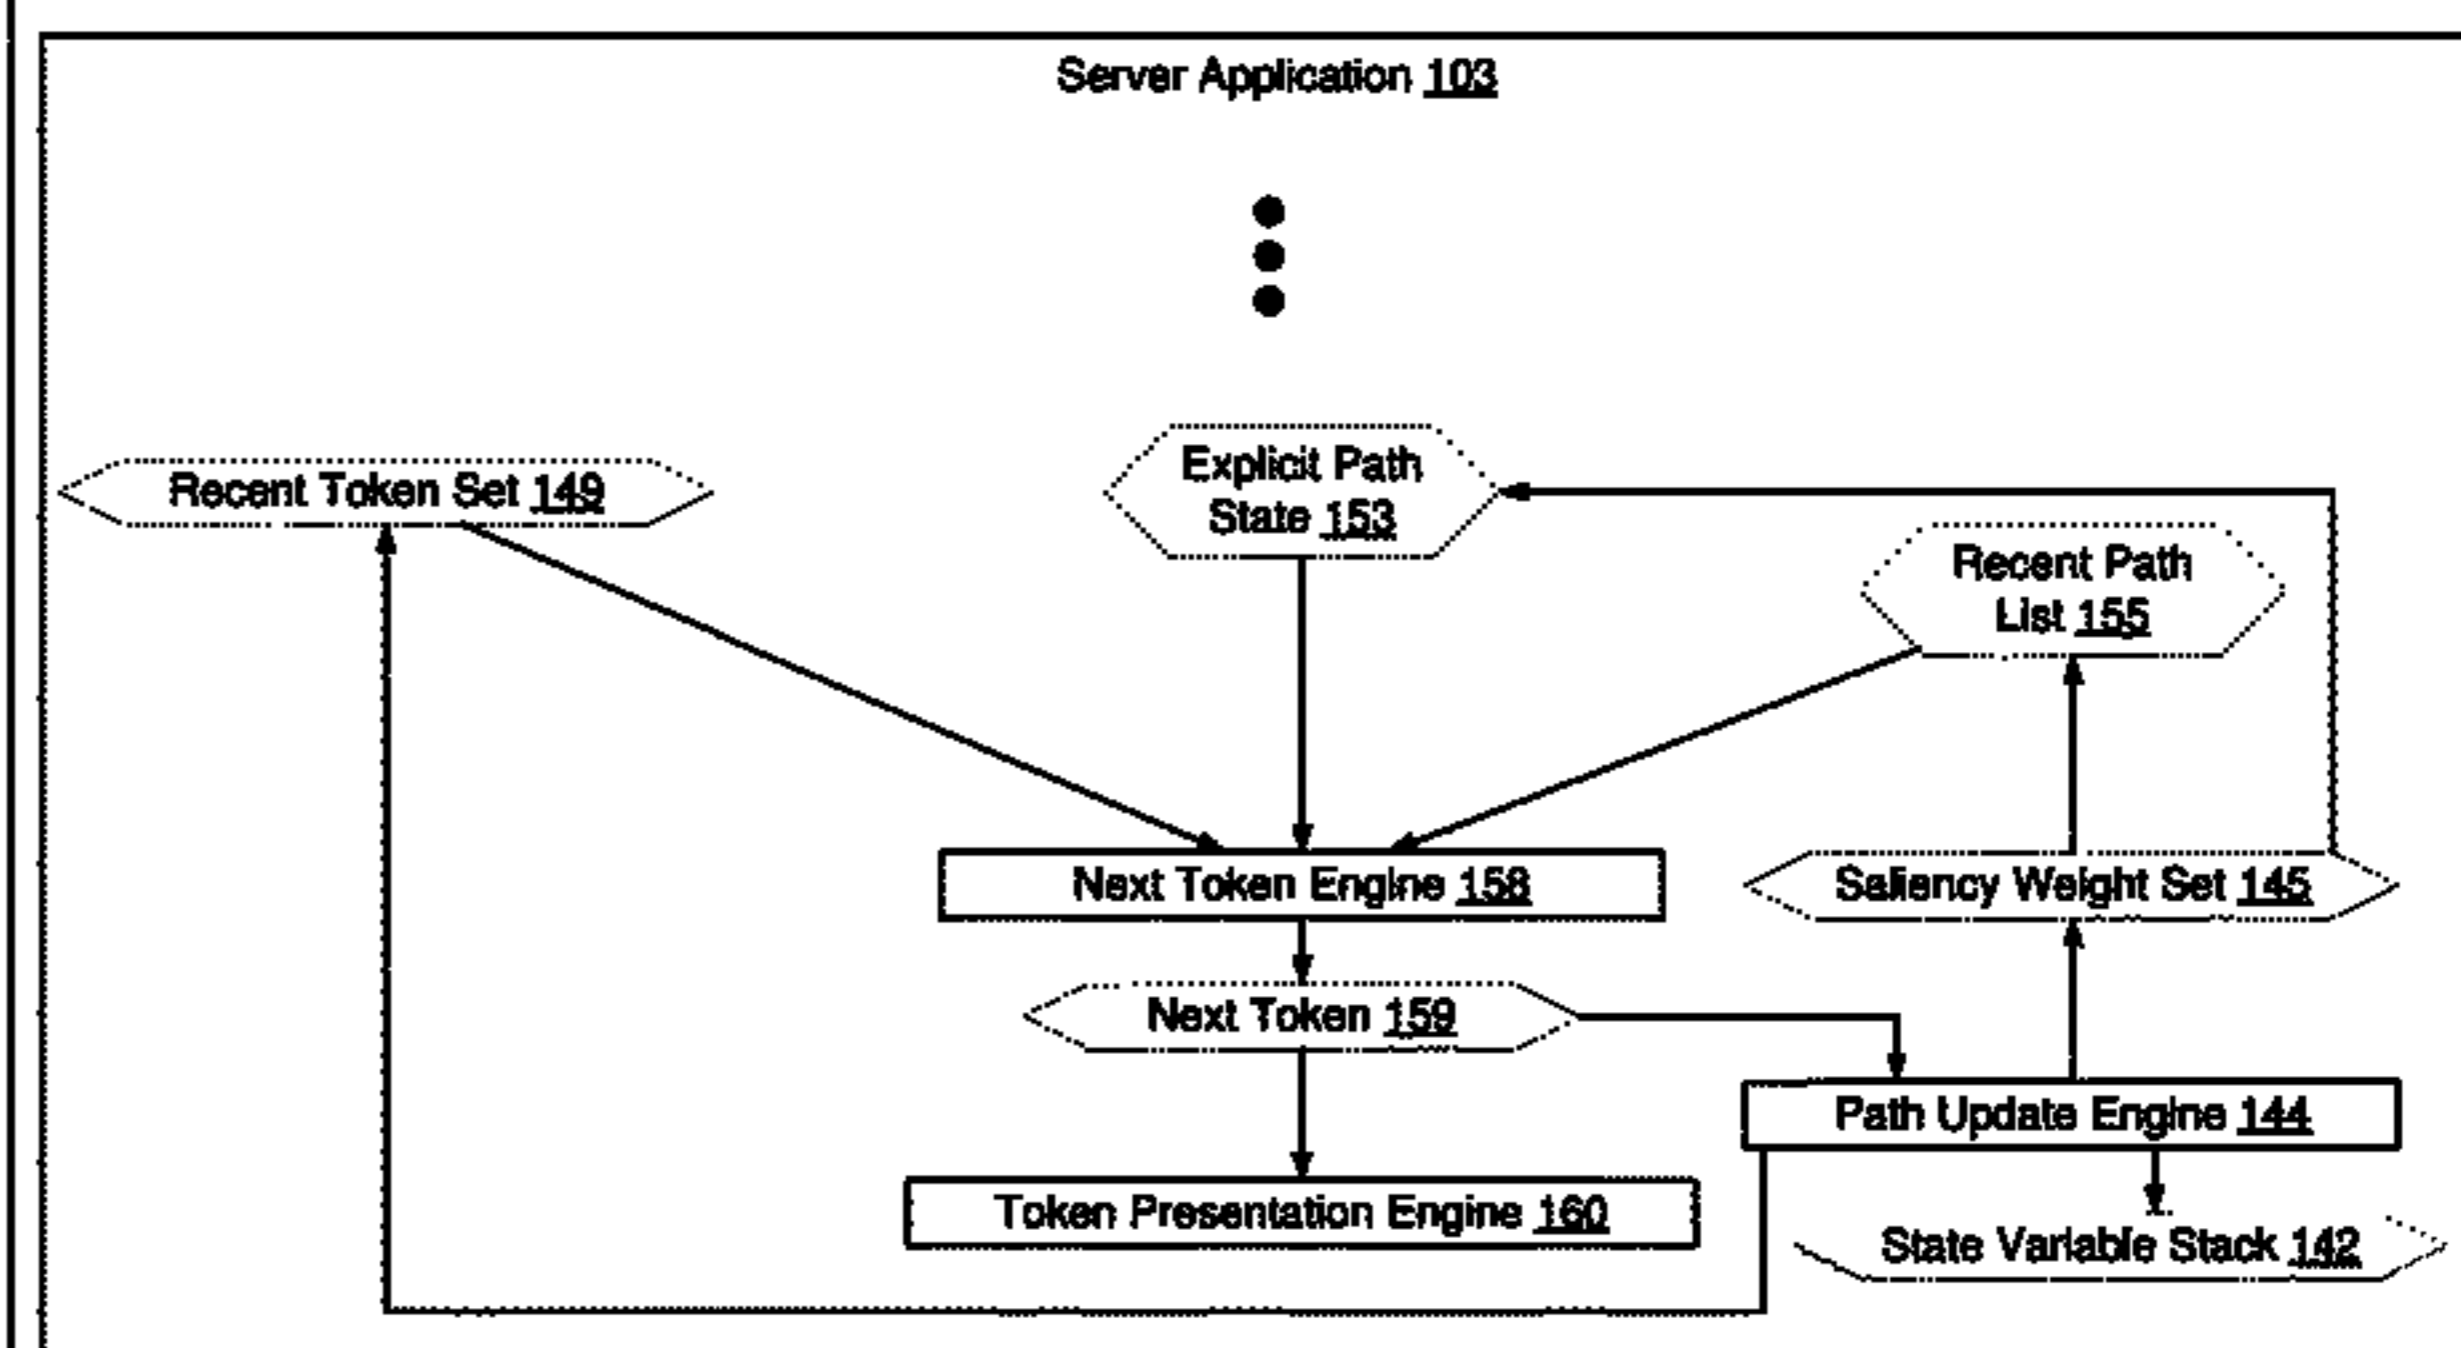 Server Application 103
Recent Token Set 149
Explicit Path
State 153
Recent Path
List 155
Next Token Engine 158
Saliency Weight Set 145
Next Token 159
Path Update Engine 144
Token Presentation Engine 160
State Variable Stack 142